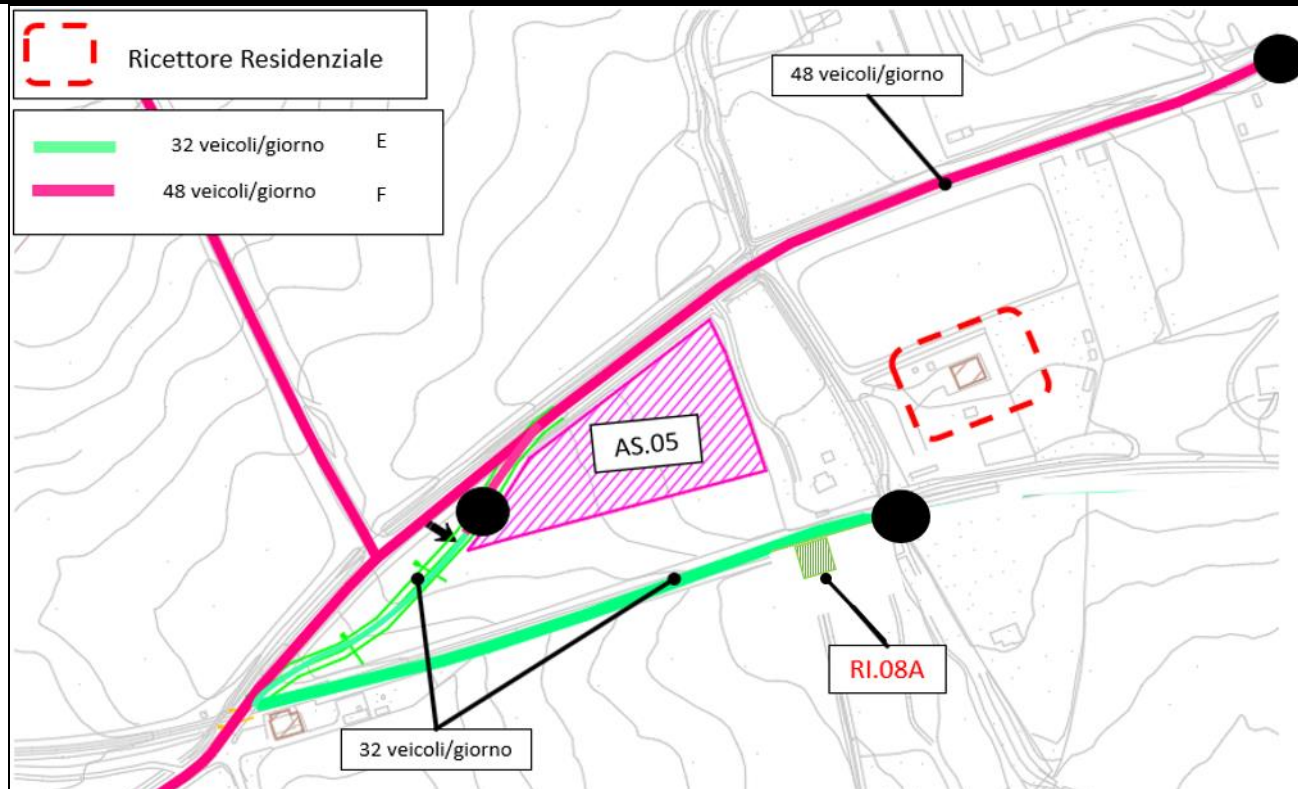 Ricettore Residenziale
32 veicoli/giorno E
48 veicoli/giorno F
48 veicoli/giorno
AS.05
RI.08A
32 veicoli/giorno